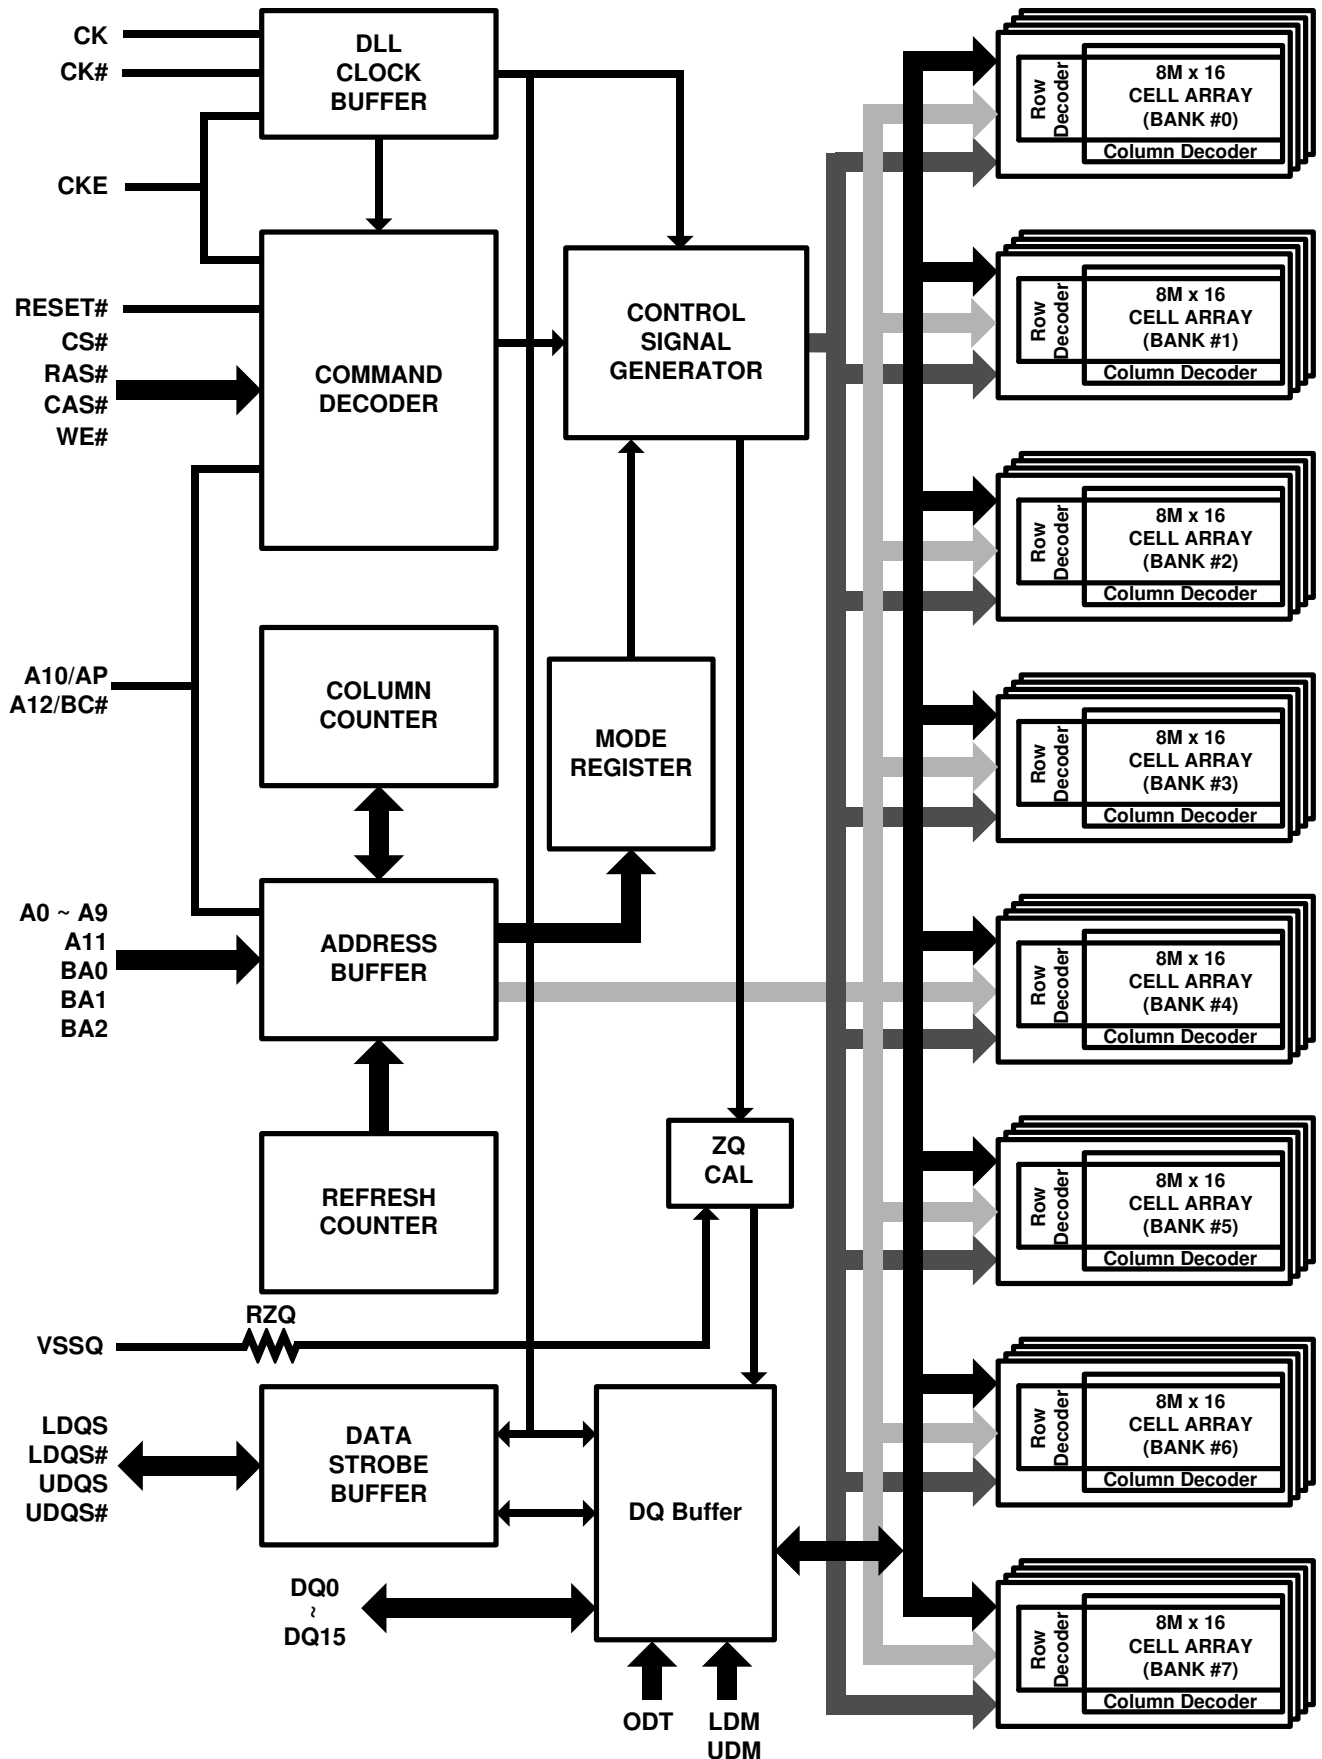 CK
CK#
CKE
RESET#
CS#
RAS#
CAS#
WE#
A10/AP
A12/BC#
A0 ~ A9
A11
BA0
BA1
BA2
VSSQ
RZQ
LDQS
LDQS#
UDQS
UDQS#
DQ0
~
DQ15
DLL
CLOCK
BUFFER
COMMAND
DECODER
COLUMN
COUNTER
ADDRESS
BUFFER
REFRESH
COUNTER
DATA
STROBE
BUFFER
CONTROL
SIGNAL
GENERATOR
MODE
REGISTER
ZQ
CAL
DQ Buffer
ODT
LDM
UDM
Row
Decoder
8M x 16
CELL ARRAY
(BANK #0)
Column Decoder
Row
Decoder
8M x 16
CELL ARRAY
(BANK #1)
Column Decoder
Row
Decoder
8M x 16
CELL ARRAY
(BANK #2)
Column Decoder
Row
Decoder
8M x 16
CELL ARRAY
(BANK #3)
Column Decoder
Row
Decoder
8M x 16
CELL ARRAY
(BANK #4)
Column Decoder
Row
Decoder
8M x 16
CELL ARRAY
(BANK #5)
Column Decoder
Row
Decoder
8M x 16
CELL ARRAY
(BANK #6)
Column Decoder
Row
Decoder
8M x 16
CELL ARRAY
(BANK #7)
Column Decoder